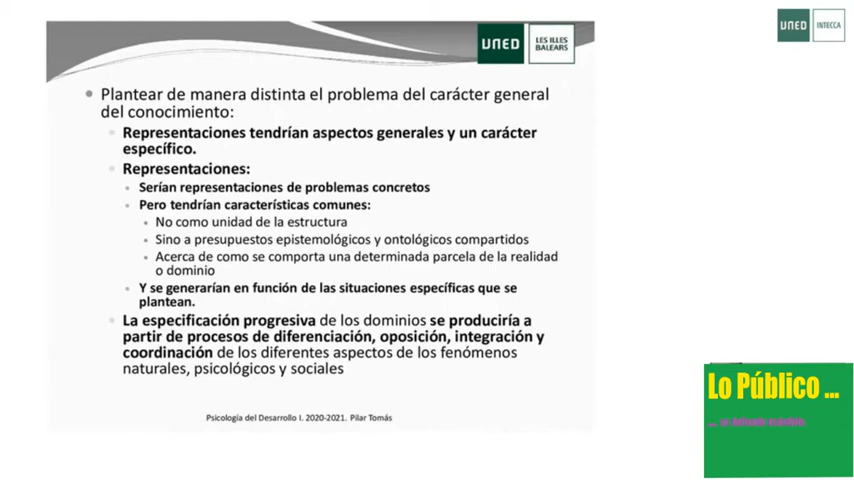 UNED
LES ILLES
BALEARS
UNED
INTECCA
Plantear de manera distinta el problema del carácter general
del conocimiento:
Representaciones tendrían aspectos generales y un carácter
específico.
Representaciones:
Serían representaciones de problemas concretos
Pero tendrían características comunes:
No como unidad de la estructura
Sino a presupuestos epistemológicos y ontológicos compartidos
Acerca de como se comporta una determinada parcela de la realidad
o dominio
Y se generarían en función de las situaciones específicas que se
plantean.
La especificación progresiva de los dominios se produciría a
partir de procesos de diferenciación, oposición, integración y
coordinación de los diferentes aspectos de los fenómenos
naturales, psicológicos y sociales
Psicología del Desarrollo I. 2020-2021. Pilar Tomás
Lo Público ...